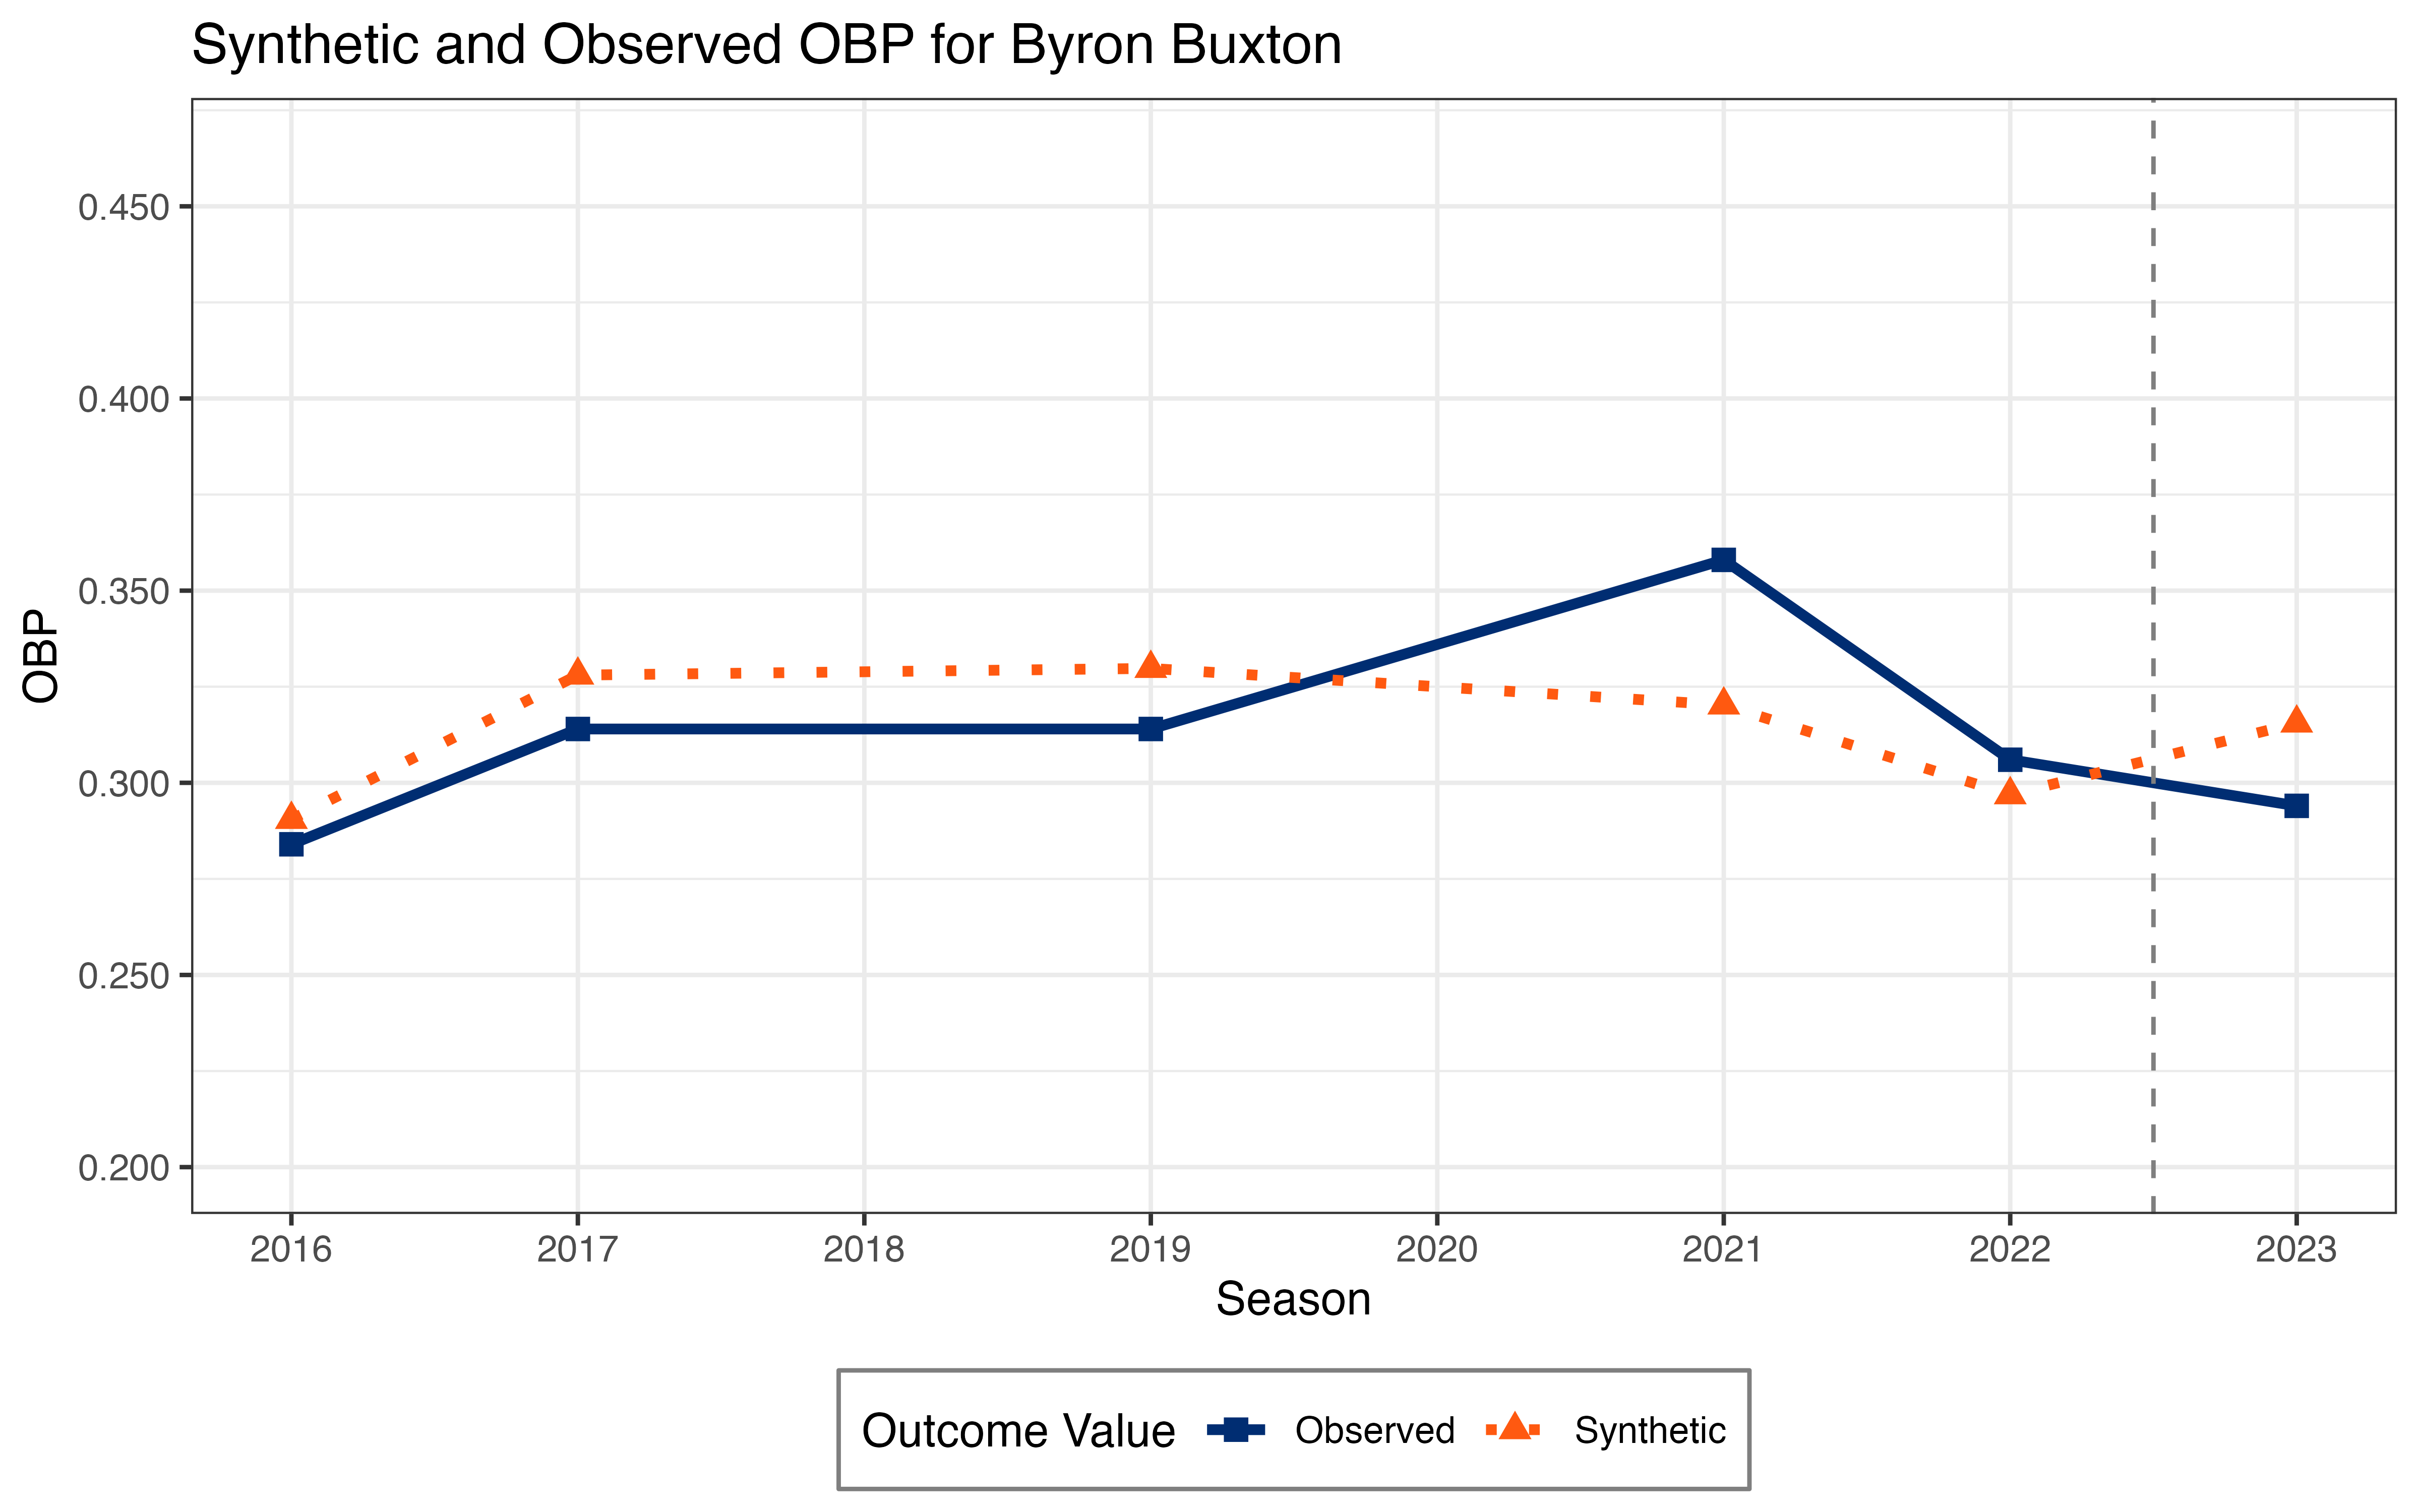 Synthetic and Observed OBP for Byron Buxton
OBP
0.450
0.400
0.350
0.300
0.250
0.200
2016 2017 2018 2019 2020 2021 2022 2023
Season
Outcome Value Observed Synthetic